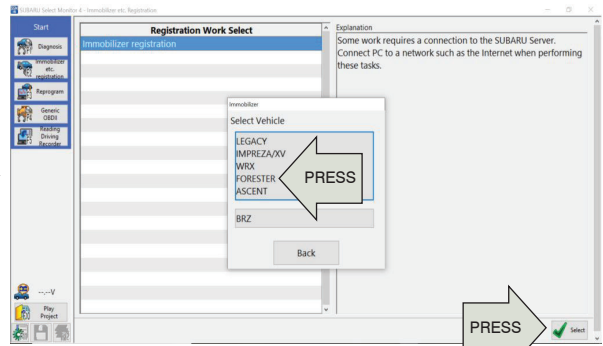 SUBARU Select Monitor 4 - Immobilizer etc. Registration
Start
Diagnosis
Immobilizer
etc.
registration
Reprogram
Generic
OBDII
Reading
Driving
Recorder
--.--V
Play
Project
Registration Work Select
Immobilizer registration
Explanation
Some work requires a connection to the SUBARU Server.
Connect PC to a network such as the Internet when performing
these tasks.
Immobilizer
Select Vehicle
LEGACY
IMPREZA/XV
WRX
FORESTER
ASCENT
PRESS
BRZ
Back
PRESS
Select